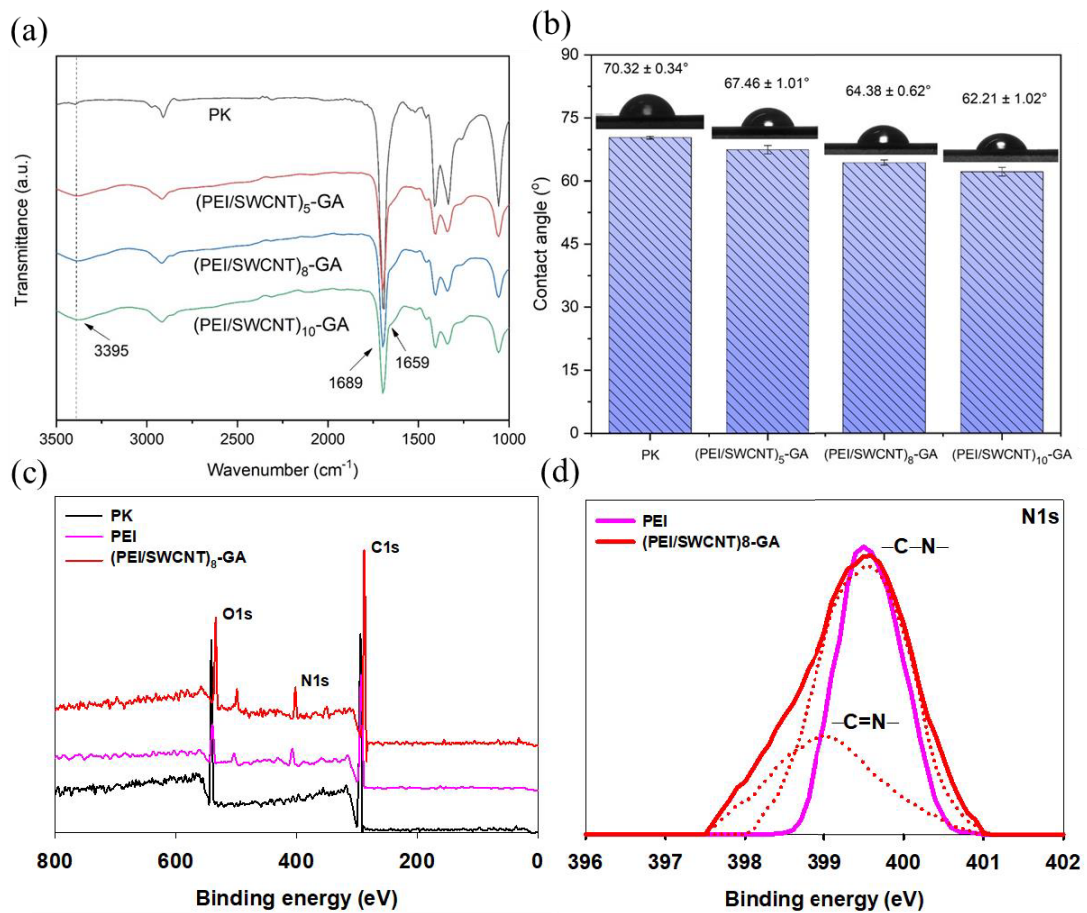 (a)
PK
(PEI/SWCNT)5-GA
(PEI/SWCNT)8-GA
(PEI/SWCNT)10-GA
3395
1689
1659
Transmittance (a.u.)
3500 3000 2500 2000 1500 1000
Wavenumber (cm-1)
(b)
90
75
60
45
30
15
0
Contact angle (o)
70.32 ± 0.34°
67.46 ± 1.01°
64.38 ± 0.62°
62.21 ± 1.02°
PK (PEI/SWCNT)5-GA (PEI/SWCNT)8-GA (PEI/SWCNT)10-GA
(c)
PK
PEI
(PEI/SWCNT)8-GA
C1s
O1s
N1s
800 600 400 200 0
Binding energy (eV)
(d)
PEI
(PEI/SWCNT)8-GA
N1s
–C–N–
–C=N–
396 397 398 399 400 401 402
Binding energy (eV)